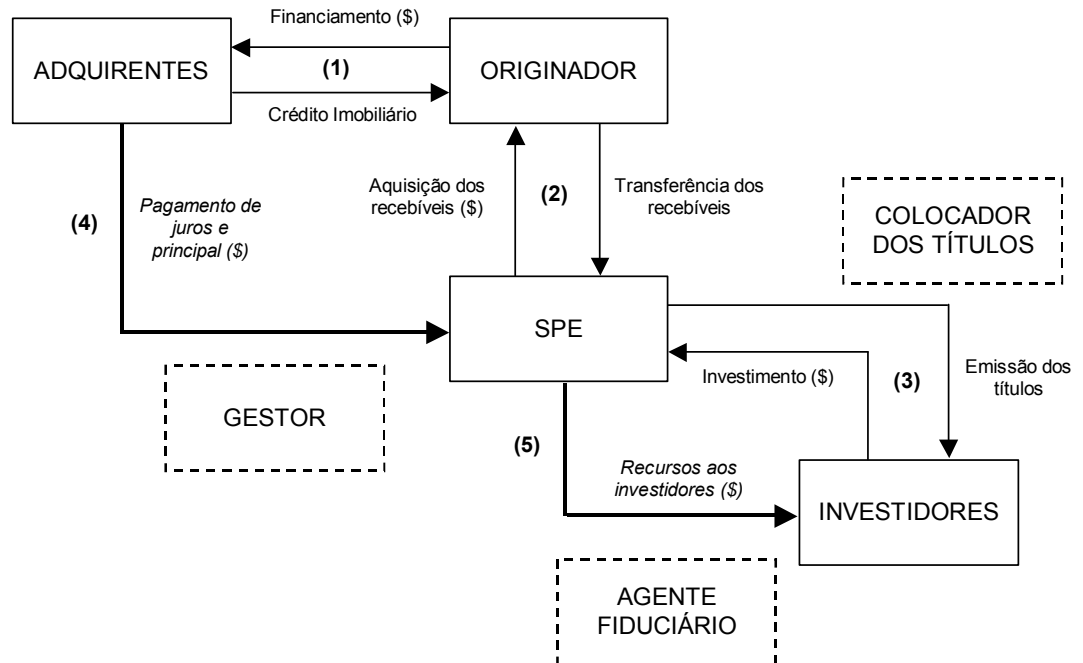 Financiamento ($)
ADQUIRENTES
(1)
ORIGINADOR
Crédito Imobiliário
(4)
Pagamento de
juros e
principal ($)
Aquisição dos
recebíveis ($)
(2)
Transferência dos
recebíveis
COLOCADOR
DOS TÍTULOS
SPE
Investimento ($)
(3)
Emissão dos
títulos
GESTOR
(5)
Recursos aos
investidores ($)
INVESTIDORES
AGENTE
FIDUCIÁRIO